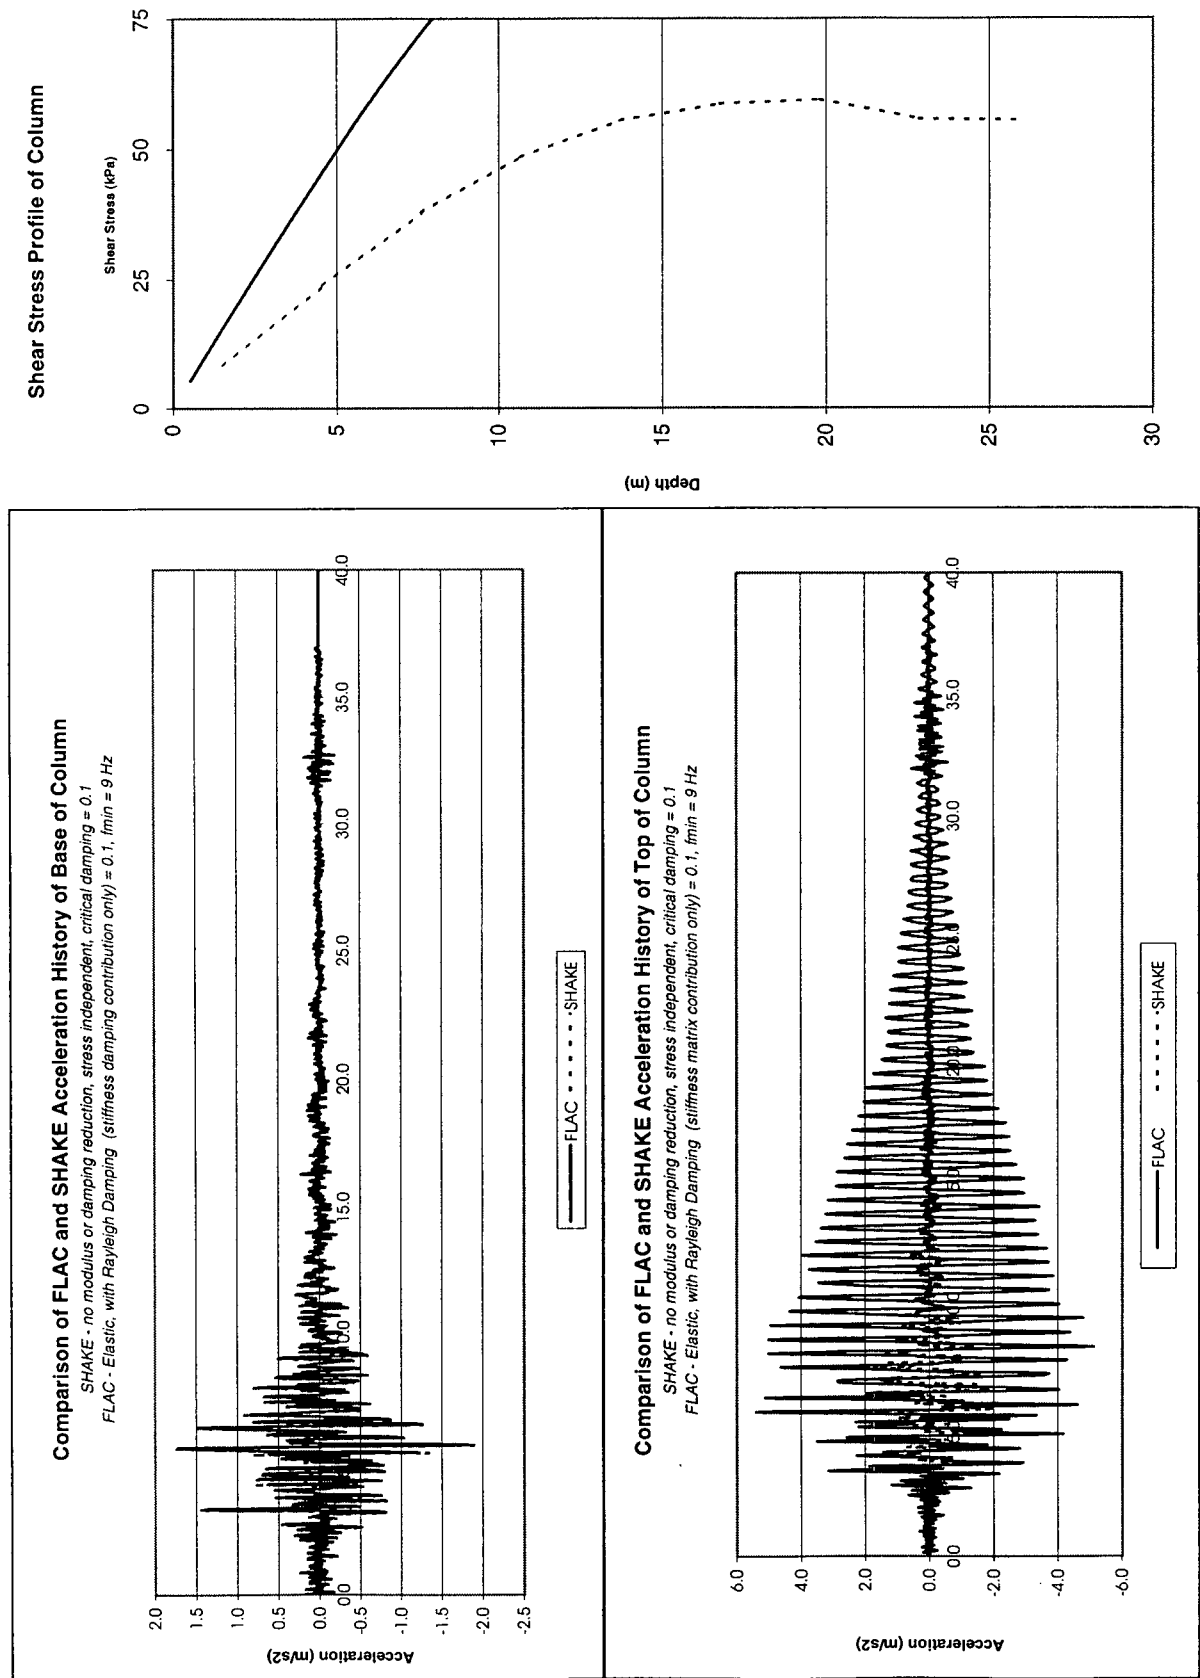 Comparison of FLAC and SHAKE Acceleration History of Base of Column
SHAKE - no modulus or damping reduction, stress independent, critical damping = 0.1
FLAC - Elastic, with Rayleigh Damping (stiffness damping contribution only) = 0.1, fmin = 9 Hz
Acceleration (m/s2)
2.0
1.5
1.0
0.5
0.0
-0.5
-1.0
-1.5
-2.0
-2.5
15.0
20.0
25.0
30.0
35.0
40.0
FLAC SHAKE
Comparison of FLAC and SHAKE Acceleration History of Top of Column
SHAKE - no modulus or damping reduction, stress independent, critical damping = 0.1
FLAC - Elastic, with Rayleigh Damping (stiffness matrix contribution only) = 0.1, fmin = 9 Hz
Acceleration (m/s2)
6.0
4.0
2.0
0.0
-2.0
-4.0
-6.0
0.0
30.0
35.0
40.0
FLAC SHAKE
Shear Stress Profile of Column
Shear Stress (kPa)
0 25 50 75
Depth (m)
0
5
10
15
20
25
30